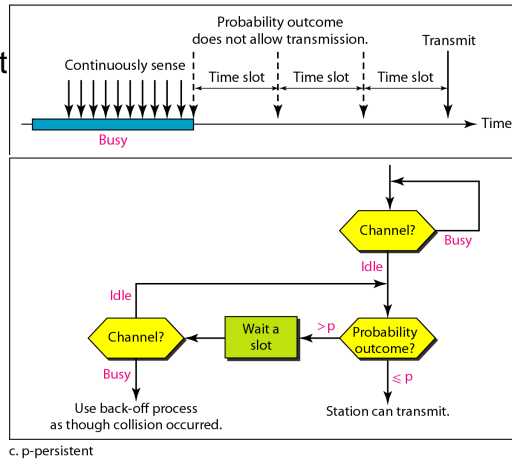 t
Probability outcome
does not allow transmission.
Transmit
Continuously sense
Time slot
Time slot
Time slot
Time
Busy
Channel?
Busy
Idle
Idle
Channel?
Wait a
slot
>p
Probability
outcome?
Busy
⩽ p
Use back-off process
as though collision occurred.
Station can transmit.
c. p-persistent